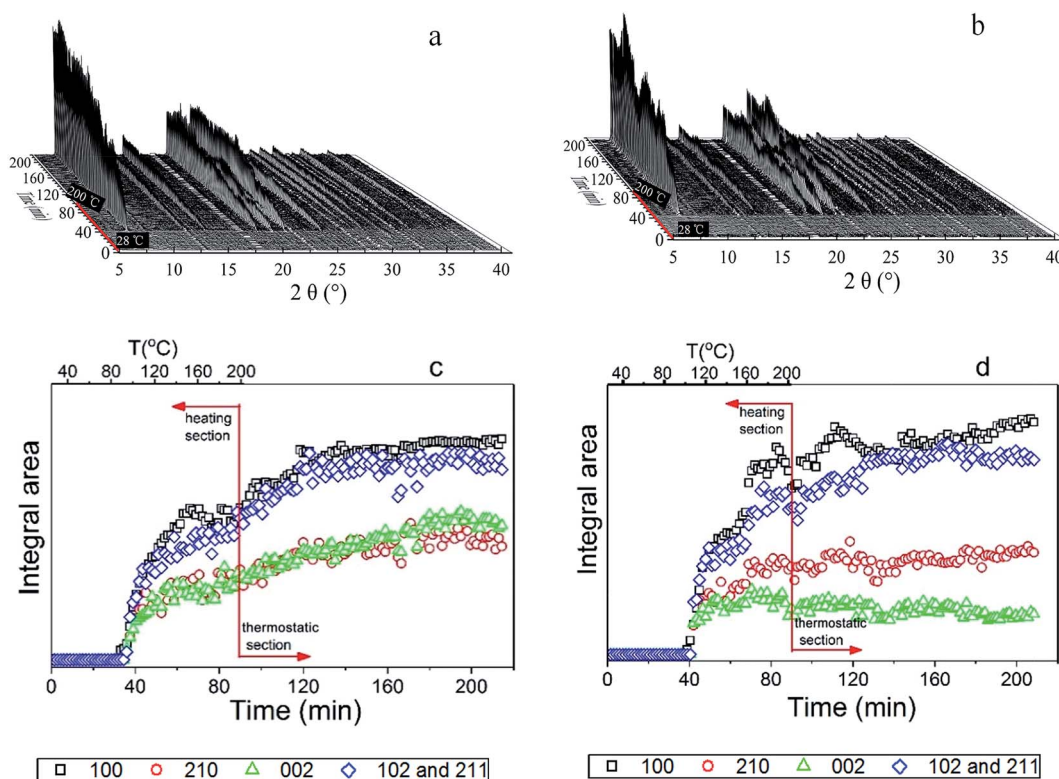 a
200
160
120
80
40
0
Time (min)
200 ℃
28 ℃
5 10 15 20 25 30 35 40
2 θ (°)
b
200
160
120
80
40
0
Time (min)
200 ℃
28 ℃
5 10 15 20 25 30 35 40
2 θ (°)
T(°C)
40 80 120 160 200
c
heating
section
thermostatic
section
Integral area
0 40 80 120 160 200
Time (min)
100 210 002 102 and 211
T(°C)
40 80 120 160 200
d
heating
section
thermostatic
section
Integral area
0 40 80 120 160 200
Time (min)
100 210 002 102 and 211